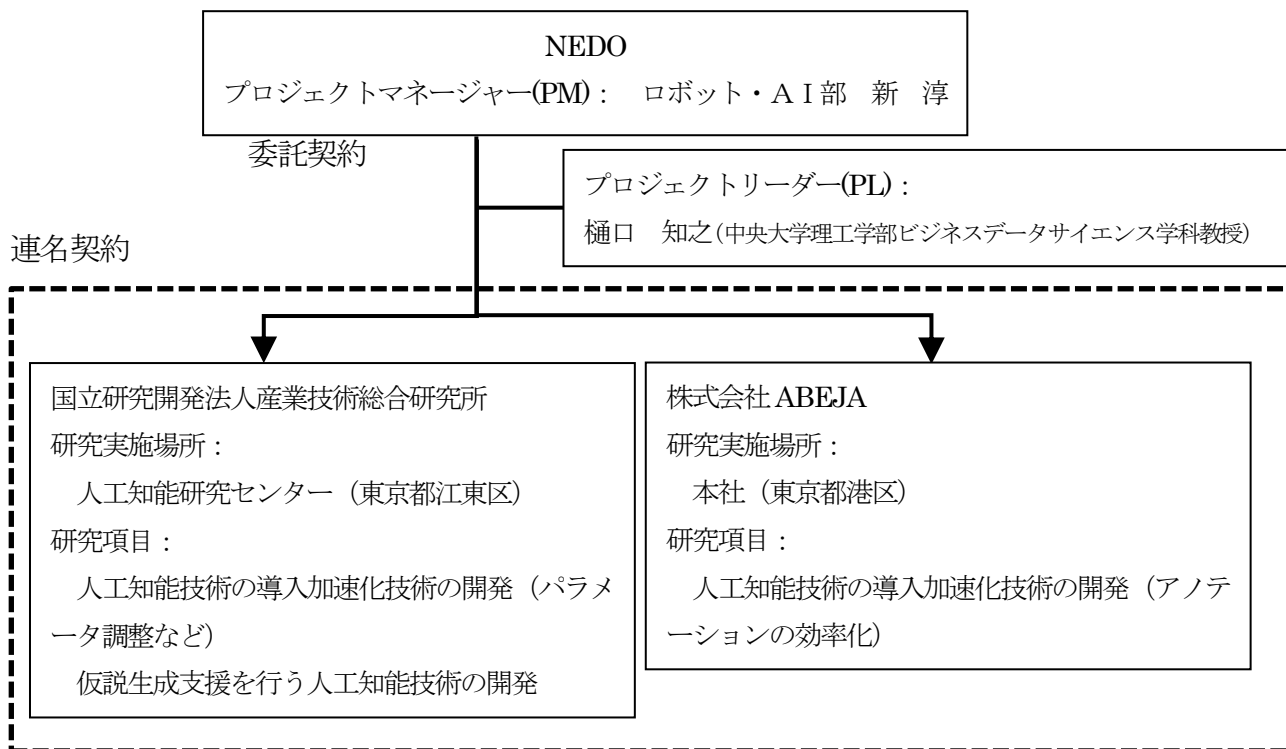 NEDO
プロジェクトマネージャー(PM)： ロボット・ＡＩ部 新 淳
委託契約
プロジェクトリーダー(PL)：
樋口 知之(中央大学理工学部ビジネスデータサイエンス学科教授)
連名契約
国立研究開発法人産業技術総合研究所
研究実施場所：
人工知能研究センター（東京都江東区）
研究項目：
人工知能技術の導入加速化技術の開発（パラメ
ータ調整など）
仮説生成支援を行う人工知能技術の開発
株式会社 ABEJA
研究実施場所：
本社（東京都港区）
研究項目：
人工知能技術の導入加速化技術の開発（アノテ
ーションの効率化）